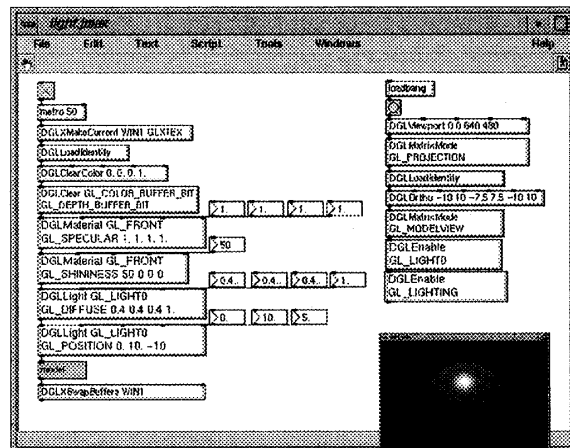 light.jmax
File Edit Text Script Tools Windows Help
metro 50
DGLXMakeCurrent WIN1 GLXTEX
DGLLoadIdentity
DGLClearColor 0. 0. 0. 1.
DGLClear GL_COLOR_BUFFER_BIT
GL_DEPTH_BUFFER_BIT
1. 1. 1. 1.
DGLMaterial GL_FRONT
GL_SPECULAR 1. 1. 1. 1.
50
DGLMaterial GL_FRONT
GL_SHININESS 50 0 0 0
0.4.. 0.4.. 0.4.. 1.
DGLLight GL_LIGHT0
GL_DIFFUSE 0.4 0.4 0.4 1.
0. 10. 5.
DGLLight GL_LIGHT0
GL_POSITION 0. 10. -10
model
DGLXSwapBuffers WIN1
loadbang
DGLViewport 0 0 640 480
DGLMatrixMode
GL_PROJECTION
DGLLoadIdentity
DGLOrtho -10 10 -7.5 7.5 -10 10
DGLMatrixMode
GL_MODELVIEW
DGLEnable
GL_LIGHT0
DGLEnable
GL_LIGHTING